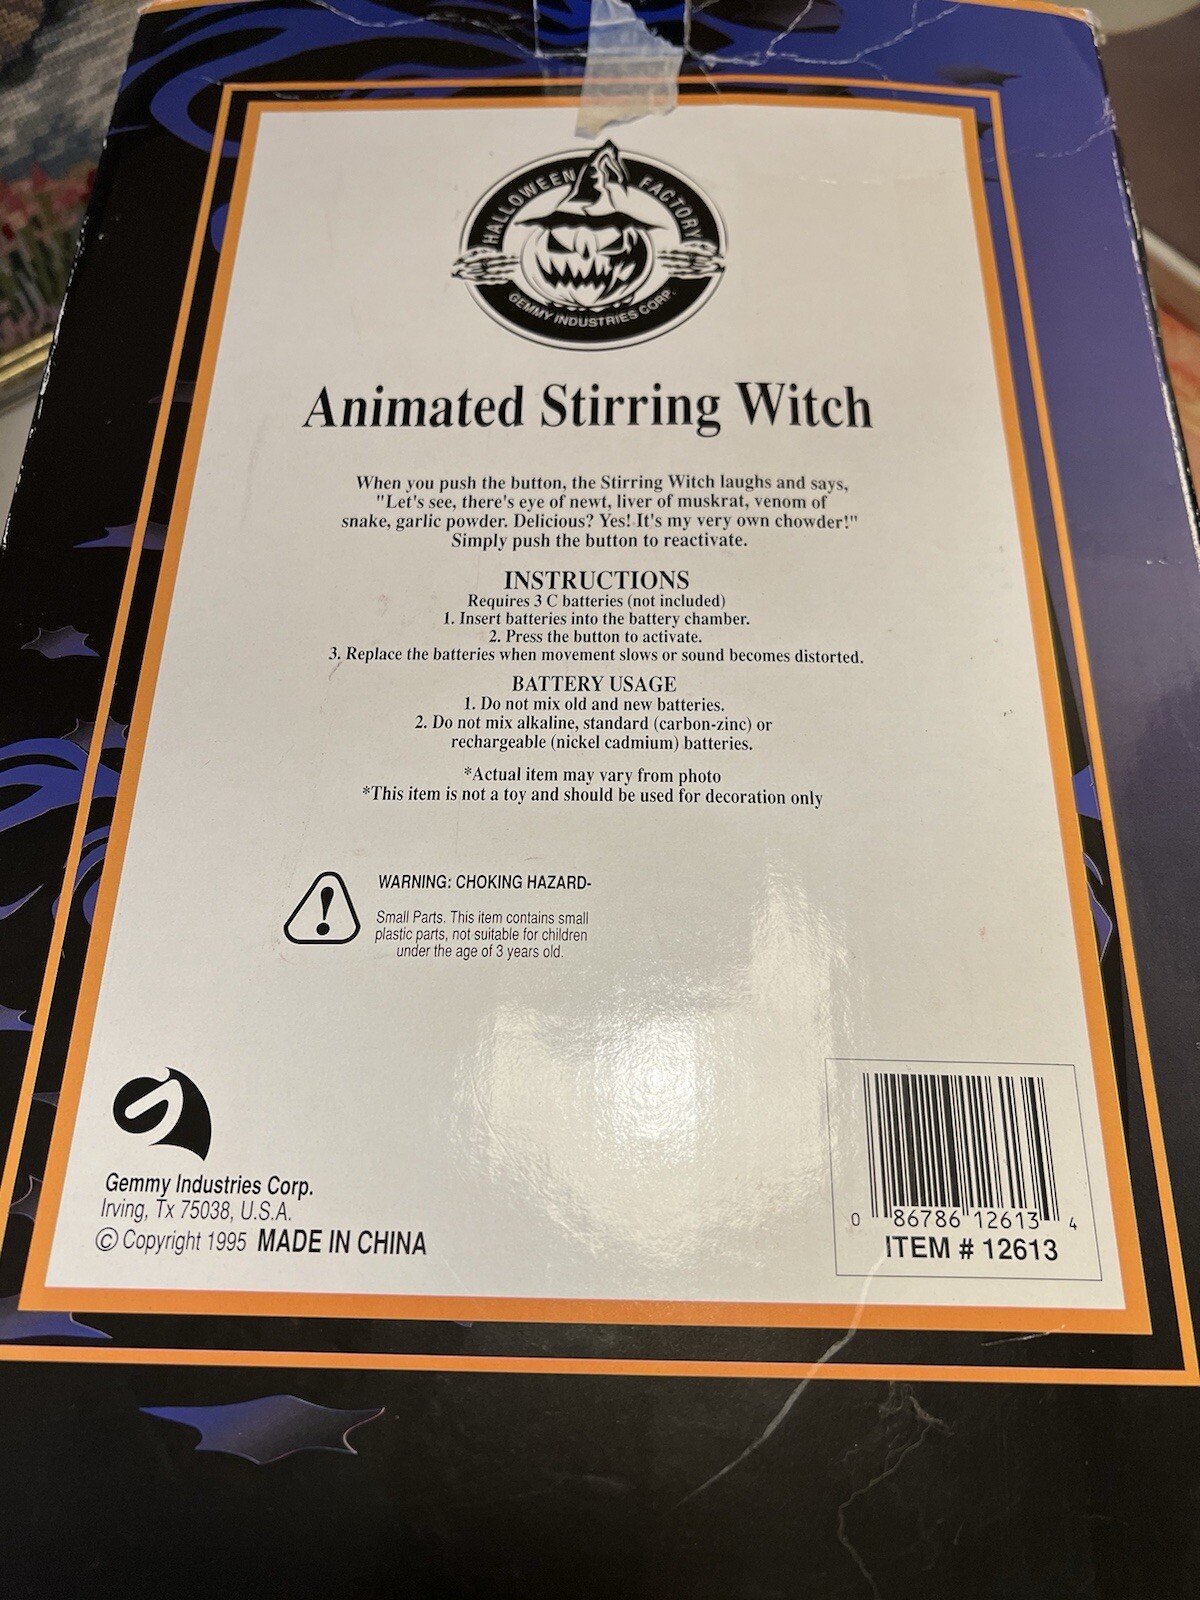 HALLOWEEN FACTORY
GEMMY INDUSTRIES CORP.
Animated Stirring Witch
When you push the button, the Stirring Witch laughs and says,
"Let's see, there's eye of newt, liver of muskrat, venom of
snake, garlic powder. Delicious? Yes! It's my very own chowder!"
Simply push the button to reactivate.
INSTRUCTIONS
Requires 3 C batteries (not included)
1. Insert batteries into the battery chamber.
2. Press the button to activate.
3. Replace the batteries when movement slows or sound becomes distorted.
BATTERY USAGE
1. Do not mix old and new batteries.
2. Do not mix alkaline, standard (carbon-zinc) or
rechargeable (nickel cadmium) batteries.
*Actual item may vary from photo
*This item is not a toy and should be used for decoration only
WARNING: CHOKING HAZARD-
Small Parts. This item contains small
plastic parts, not suitable for children
under the age of 3 years old.
Gemmy Industries Corp.
Irving, Tx 75038, U.S.A.
© Copyright 1995 MADE IN CHINA
0 86786 12613 4
ITEM # 12613